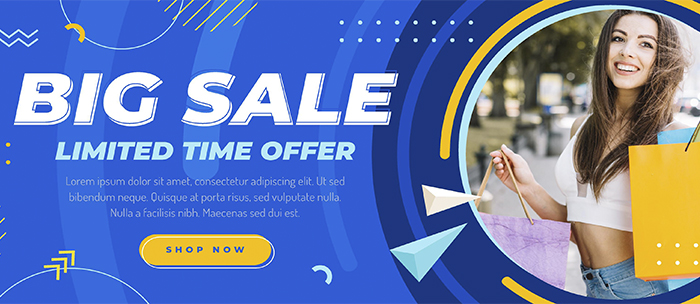 BIG SALE
LIMITED TIME OFFER
Lorem ipsum dolor sit amet, consectetur adipiscing elit. Ut sed
bibendum neque. Quisque at porta risus, sed vulputate nulla.
Nulla a facilisis nibh. Maecenas sed dui est.
SHOP NOW